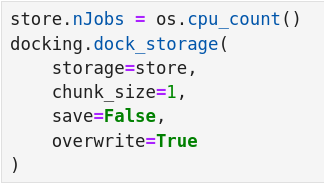 store.nJobs = os.cpu_count()
docking.dock_storage(
    storage=store,
    chunk_size=1,
    save=False,
    overwrite=True
)